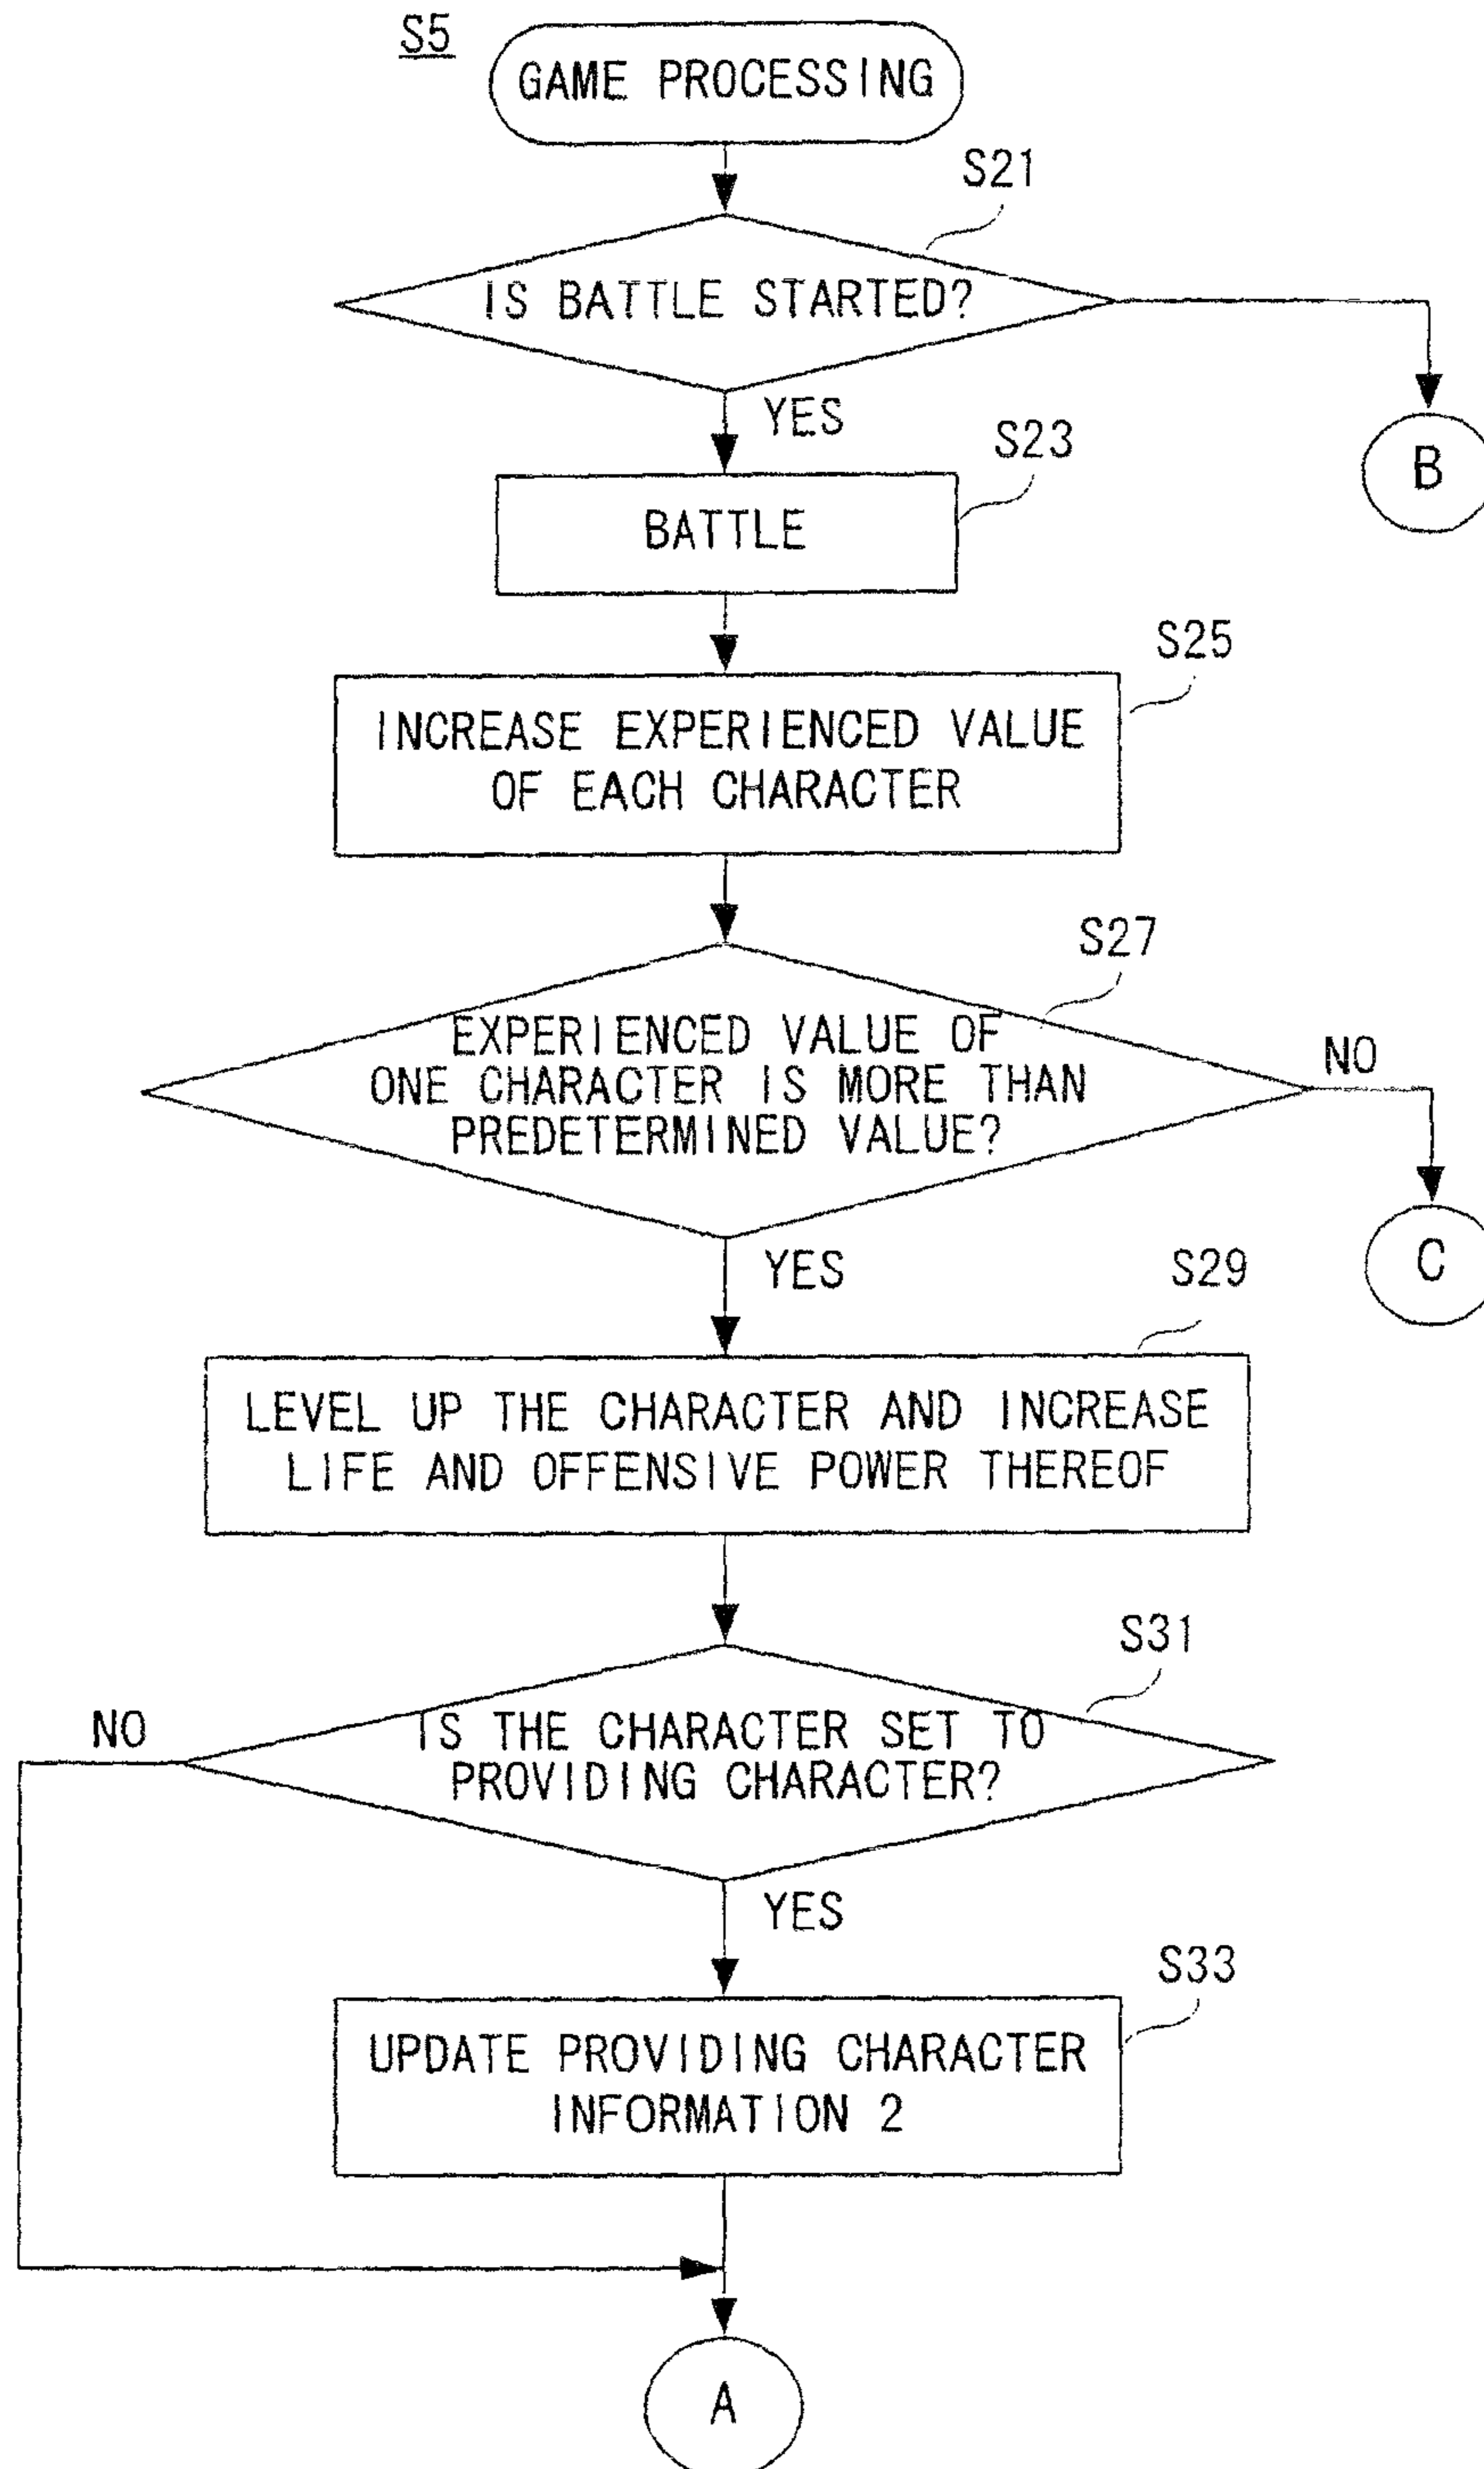 S5
GAME PROCESSING
S21
IS BATTLE STARTED?
YES
B
S23
BATTLE
S25
INCREASE EXPERIENCED VALUE
OF EACH CHARACTER
S27
EXPERIENCED VALUE OF
ONE CHARACTER IS MORE THAN
PREDETERMINED VALUE?
NO
C
YES
S29
LEVEL UP THE CHARACTER AND INCREASE
LIFE AND OFFENSIVE POWER THEREOF
S31
NO
IS THE CHARACTER SET TO
PROVIDING CHARACTER?
YES
S33
UPDATE PROVIDING CHARACTER
INFORMATION 2
A